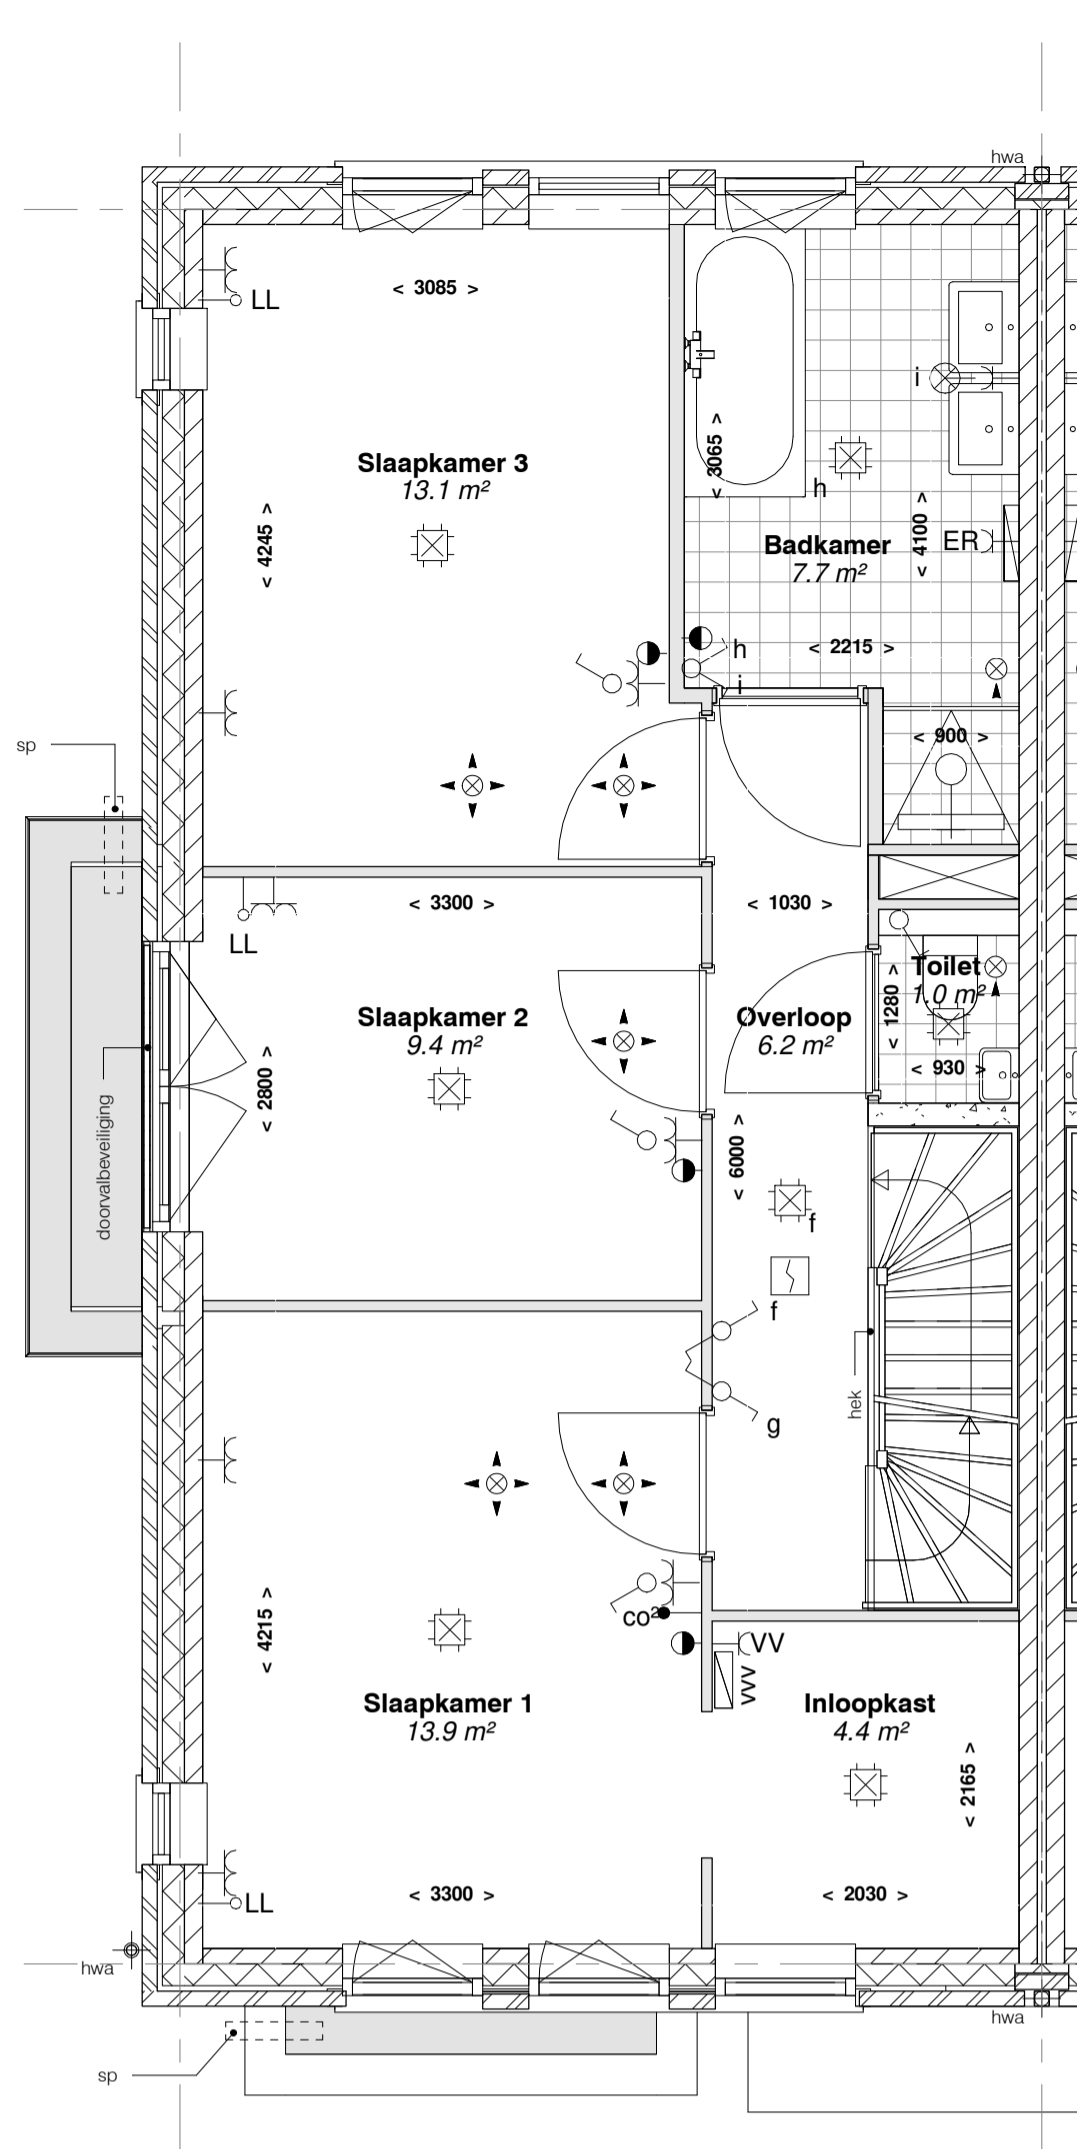 hwa
LL
< 3085 >
i
Slaapkamer 3
13.1 m²
< 3065 >
h
< 4245 >
< 4100 >
ER
Badkamer
7.7 m²
h
< 2215 >
i
sp
< 900 >
< 3300 >
< 1030 >
LL
Toilet
1.0 m²
< 1280 >
Slaapkamer 2
9.4 m²
Overloop
6.2 m²
< 930 >
< 2800 >
doorvalbeveiliging
< 6000 >
f
f
hek
g
< 4215 >
co²
VV
VVV
Slaapkamer 1
13.9 m²
Inloopkast
4.4 m²
< 2165 >
LL
< 3300 >
< 2030 >
hwa
hwa
sp